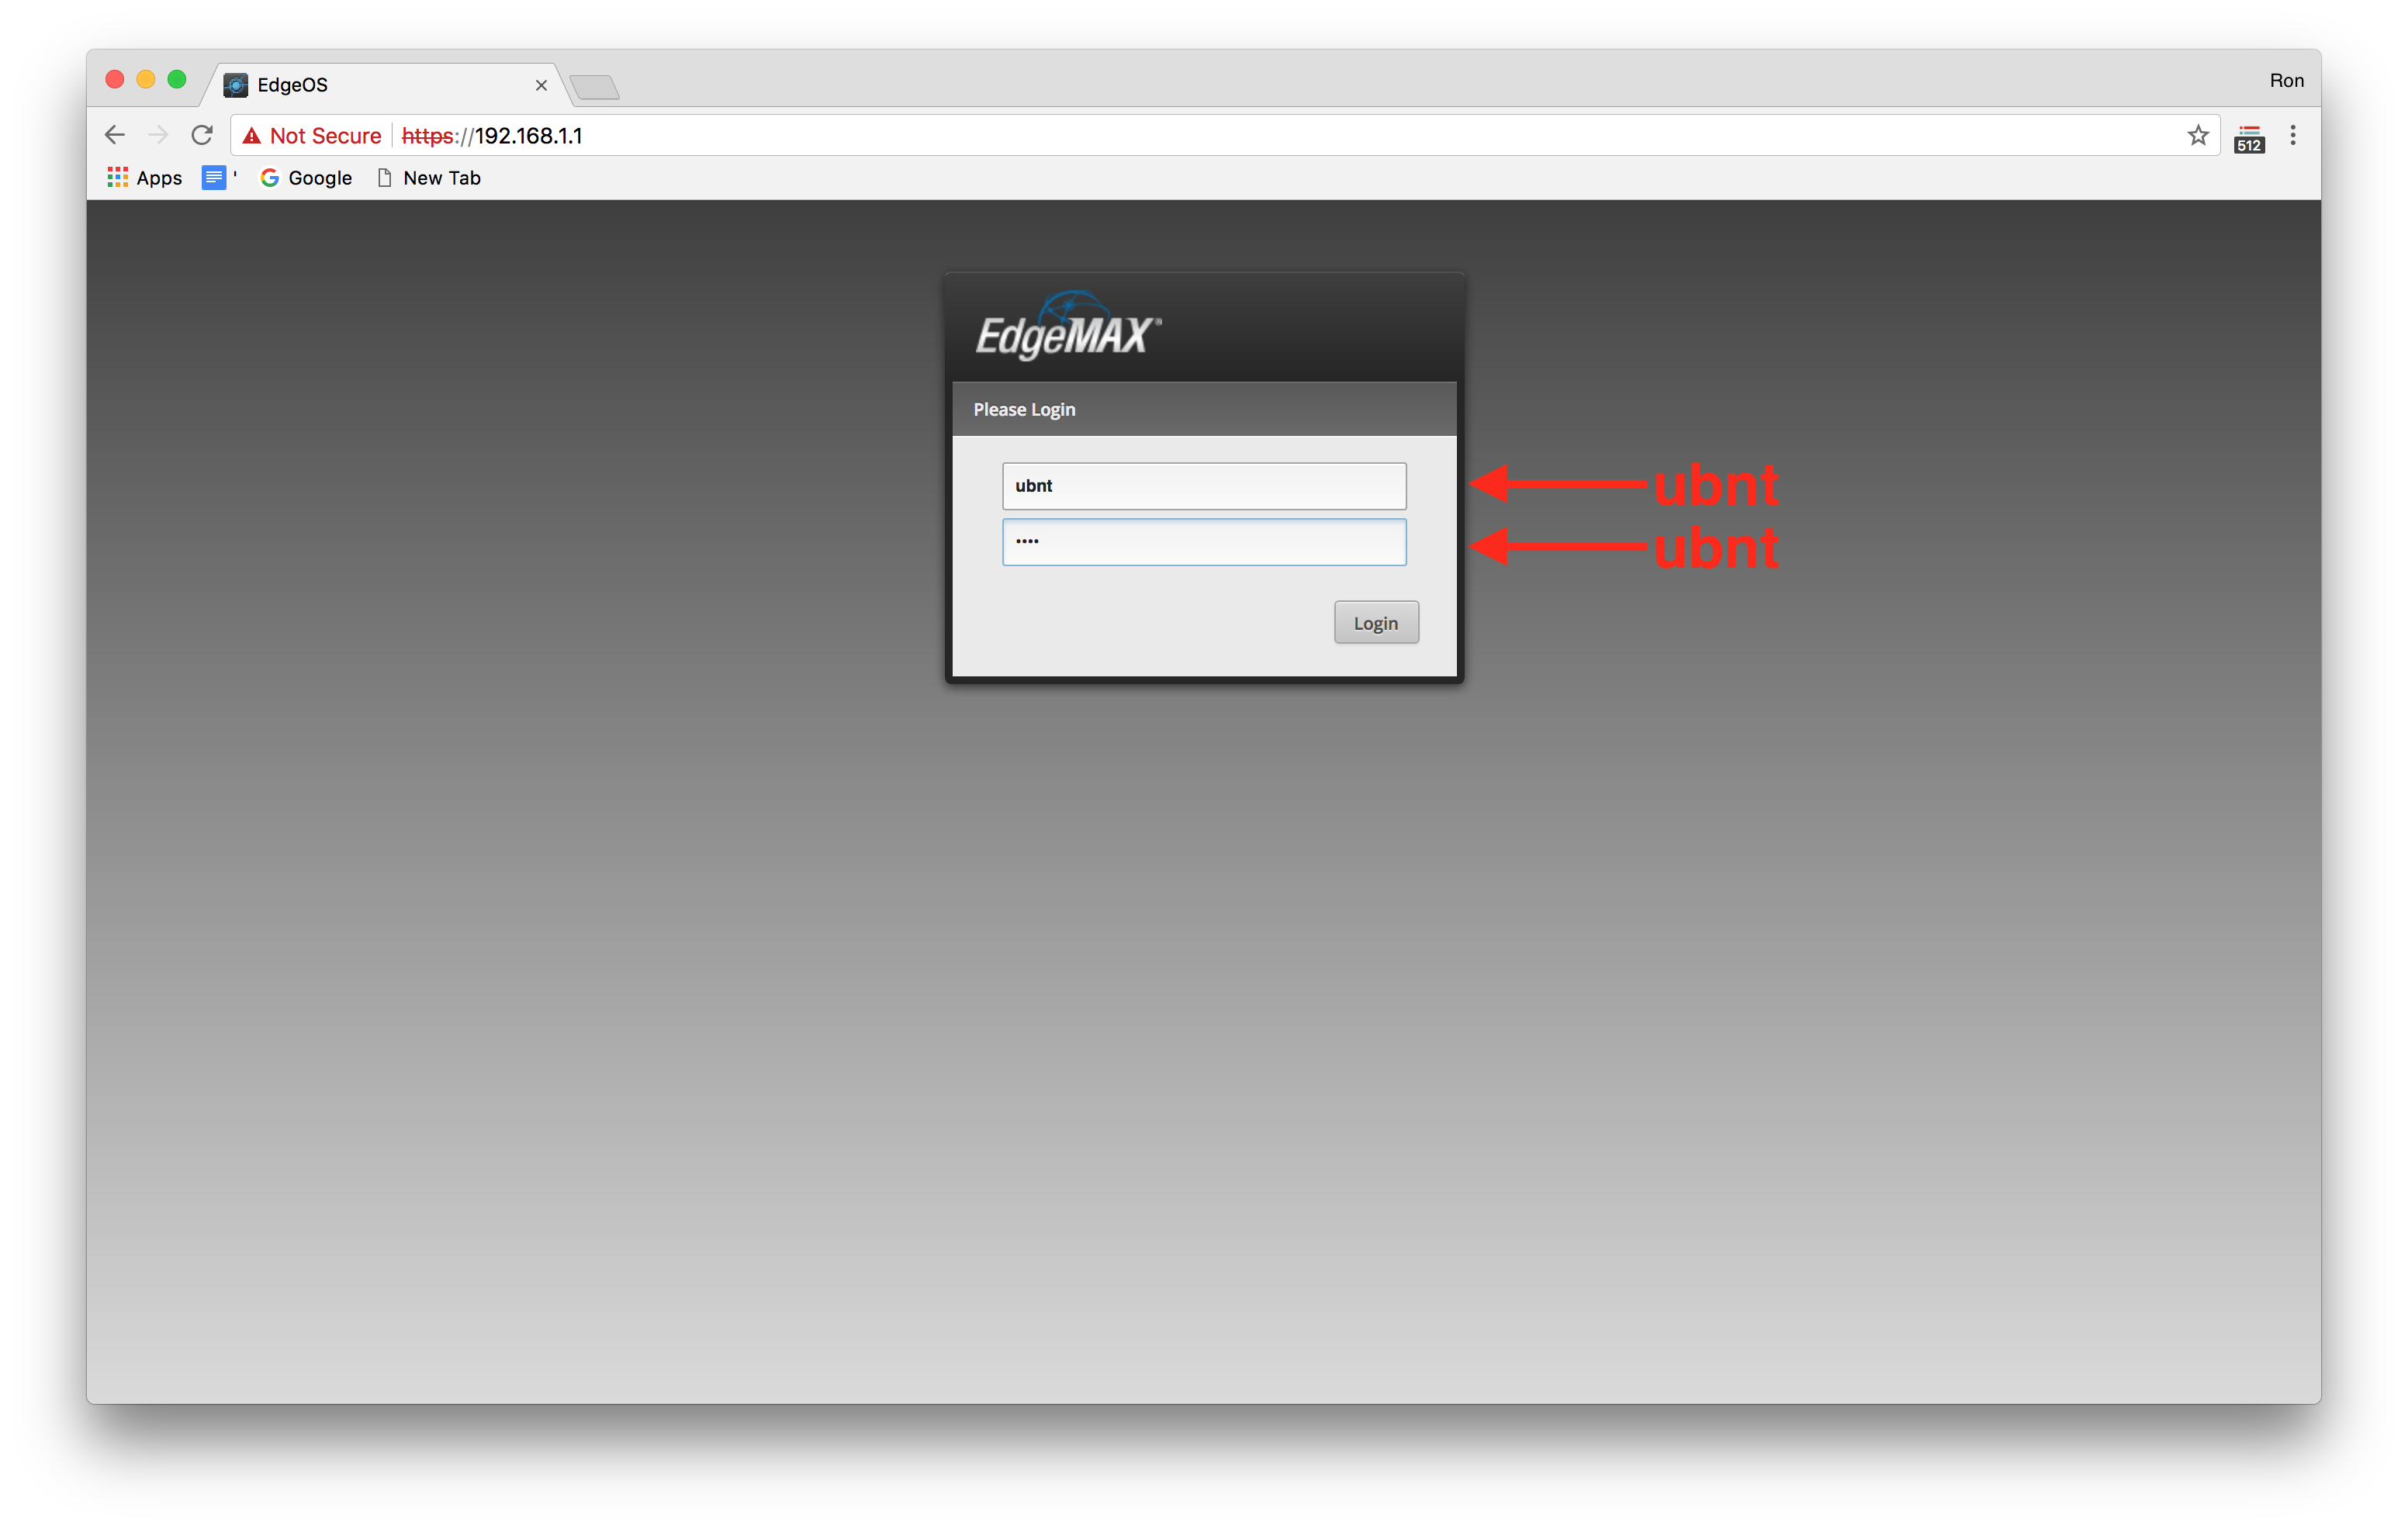 EdgeOS
Ron
Not Secure https://192.168.1.1
512
Apps ' Google New Tab
EdgeMAX®
Please Login
ubnt
ubnt
••••
ubnt
Login